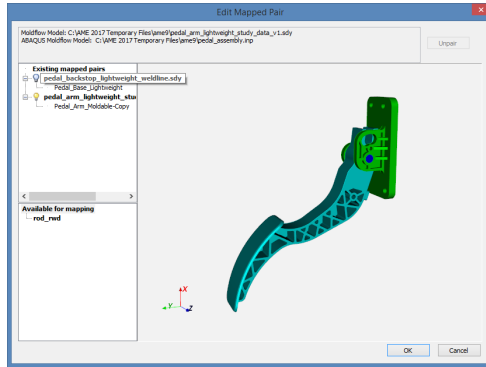 Edit Mapped Pair
x
Moldflow Model: C:\AME 2017 Temporary Files\ame9\pedal_arm_lightweight_study_data_v1.sdy
ABAQUS Moldflow Model: C:\AME 2017 Temporary Files\ame9\pedal_assembly.inp
Unpair
Existing mapped pairs
pedal_backstop_lightweight_weldline.sdy
Pedal_Base_Lightweight
pedal_arm_lightweight_stu
Pedal_Arm_Moldable-Copy
Available for mapping
rod_rwd
X
Y
Z
OK
Cancel